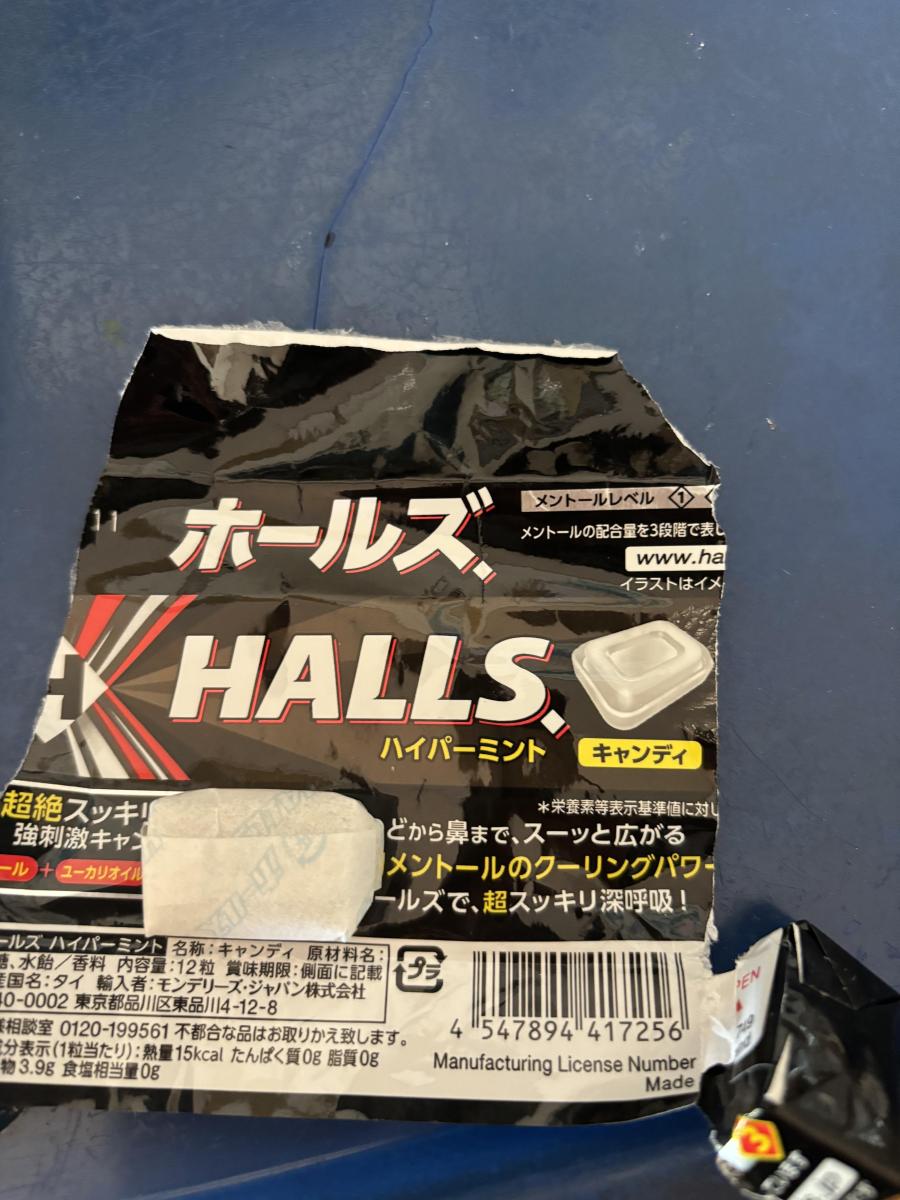 メントールレベル 1
メントールの配合量を3段階で表
www.ha
イラストはイメ
ホールズ
HALLS
ハイパーミント
キャンディ
超絶スッキリ
強刺激キャン
ール + ユーカリオイル
*栄養素等表示基準値に対し
どから鼻まで、スーッと広がる
メントールのクーリングパワー
ールズで、超スッキリ深呼吸!
ールズ ハイパーミント 名称:キャンディ 原材料名:
糖、水飴/香料 内容量:12粒 賞味期限:側面に記載
国名:タイ 輸入者:モンデリーズ・ジャパン株式会社
40-0002 東京都品川区東品川4-12-8
相談室 0120-199561 不都合な品はお取りかえ致します。
成分表示(1粒当たり):熱量15kcal たんぱく質0g 脂質0g
物3.9g 食塩相当量0g
プラ
4 547894 417256
Manufacturing License Number
Made
PEN
5